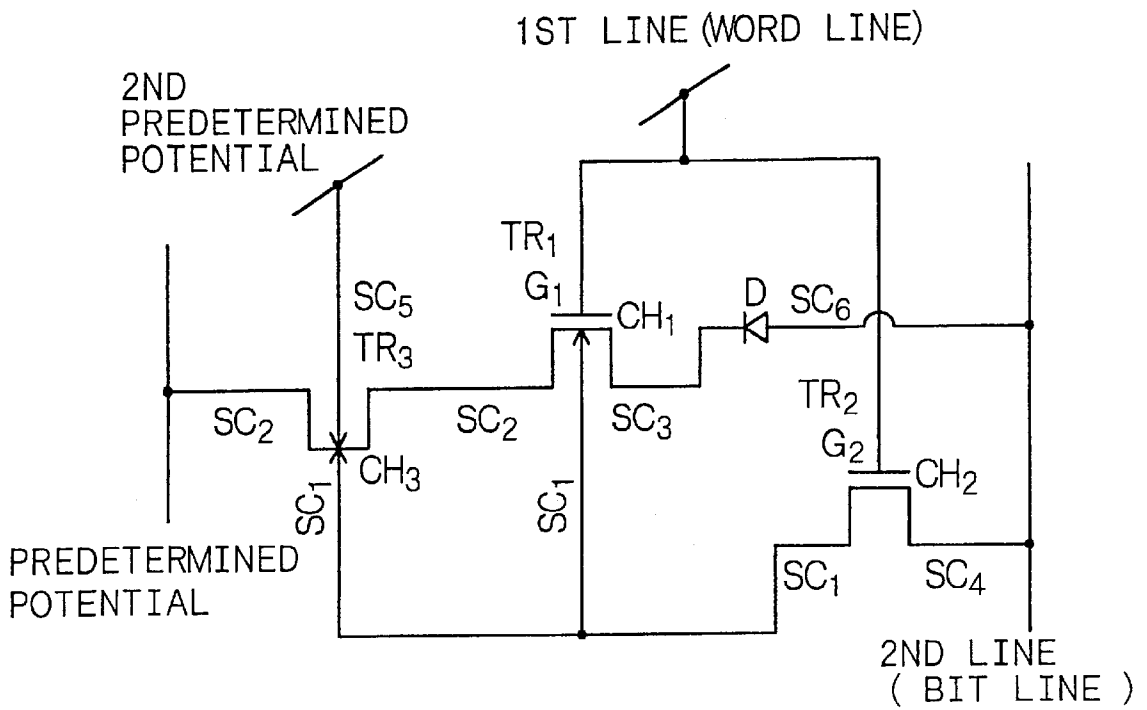 1ST LINE (WORD LINE)
2ND
PREDETERMINED
POTENTIAL
TR1
G1
CH1
D
SC6
SC5
TR3
SC2
SC2
SC3
TR2
G2
CH2
CH3
SC1
SC1
SC1
SC4
PREDETERMINED
POTENTIAL
2ND LINE
( BIT LINE )